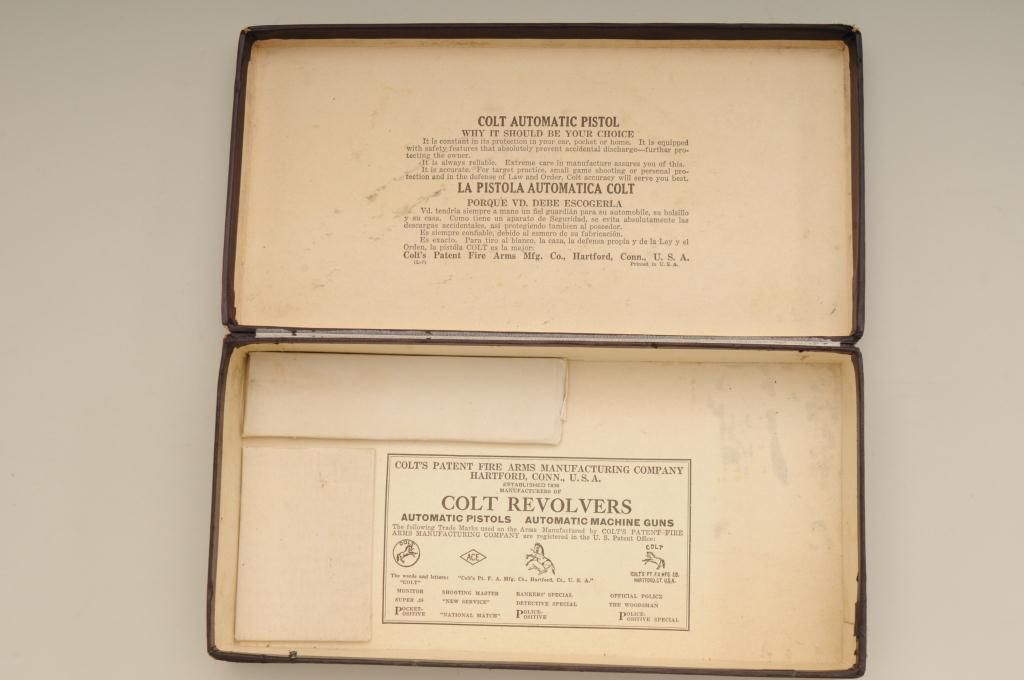 COLT AUTOMATIC PISTOL
WHY IT SHOULD BE YOUR CHOICE
It is constant in its protection in your car, pocket or home. It is equipped
with safety features that absolutely prevent accidental discharge—further pro-
tecting the owner.
It is always reliable. Extreme care in manufacture assures you of this.
It is accurate. For target practice, small game shooting or personal pro-
tection and in the defense of Law and Order, Colt accuracy will serve you best.
LA PISTOLA AUTOMATICA COLT
PORQUE VD. DEBE ESCOGERLA
Vd. tendría siempre a mano un fiel guardián para su automobile, su bolsillo
y su casa. Como tiene un aparato de Seguridad, se evita absolutamente las
descargas accidentales, así protegiendo tambien al poseedor.
Es siempre confiable, debido al esmero de su fabricación.
Es exacto. Para tiro al blanco, la caza, la defensa propia y de la Ley y el
Orden, la pistola COLT es la mejor.
Colt's Patent Fire Arms Mfg. Co., Hartford, Conn., U. S. A.
Printed in U. S. A.
COLT'S PATENT FIRE ARMS MANUFACTURING COMPANY
HARTFORD, CONN., U.S.A.
ESTABLISHED 1836
MANUFACTURERS OF
COLT REVOLVERS
AUTOMATIC PISTOLS AUTOMATIC MACHINE GUNS
The following Trade Marks used on the Arms Manufactured by COLT'S PATENT FIRE
ARMS MANUFACTURING COMPANY are registered in the U. S. Patent Office:
COLT
ACE
COLT
COLT'S PT. F.A. MFG. CO.
HARTFORD, CT. U.S.A.
The words and letters: "Colt's Pt. F. A. Mfg. Co., Hartford, Ct., U. S. A."
"COLT"
MONITOR SHOOTING MASTER BANKERS' SPECIAL OFFICIAL POLICE
SUPER .38 "NEW SERVICE" DETECTIVE SPECIAL THE WOODSMAN
POCKET-POSITIVE "NATIONAL MATCH" POLICE-POSITIVE POLICE-POSITIVE SPECIAL